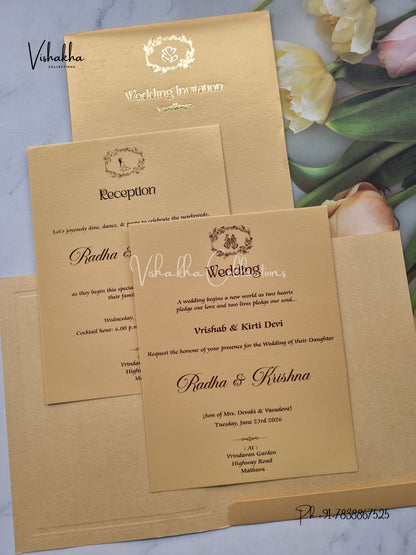 Vishakha
COLLECTIONS
Wedding Invitation
Reception
Let's joyously dine, dance, & party to celebrate the newlyweds.
Radha &
as they begin this special
their fami
Wednesday,
Cocktail hour: 6.00 p.m
Venue
Vrindavan
Highway
Mathura
Vishakha Collections
Wedding
A wedding begins a new world as two hearts
pledge our love and two lives pledge our soul...
Vrishab & Kirti Devi
Request the honour of your presence for the Wedding of their Daughter
Radha & Krishna
(Son of Mrs. Devaki & Vasudeva)
Tuesday, June 23rd 2026
: At :
Vrindavan Garden
Highway Road
Mathura
Ph.+91-7838867525